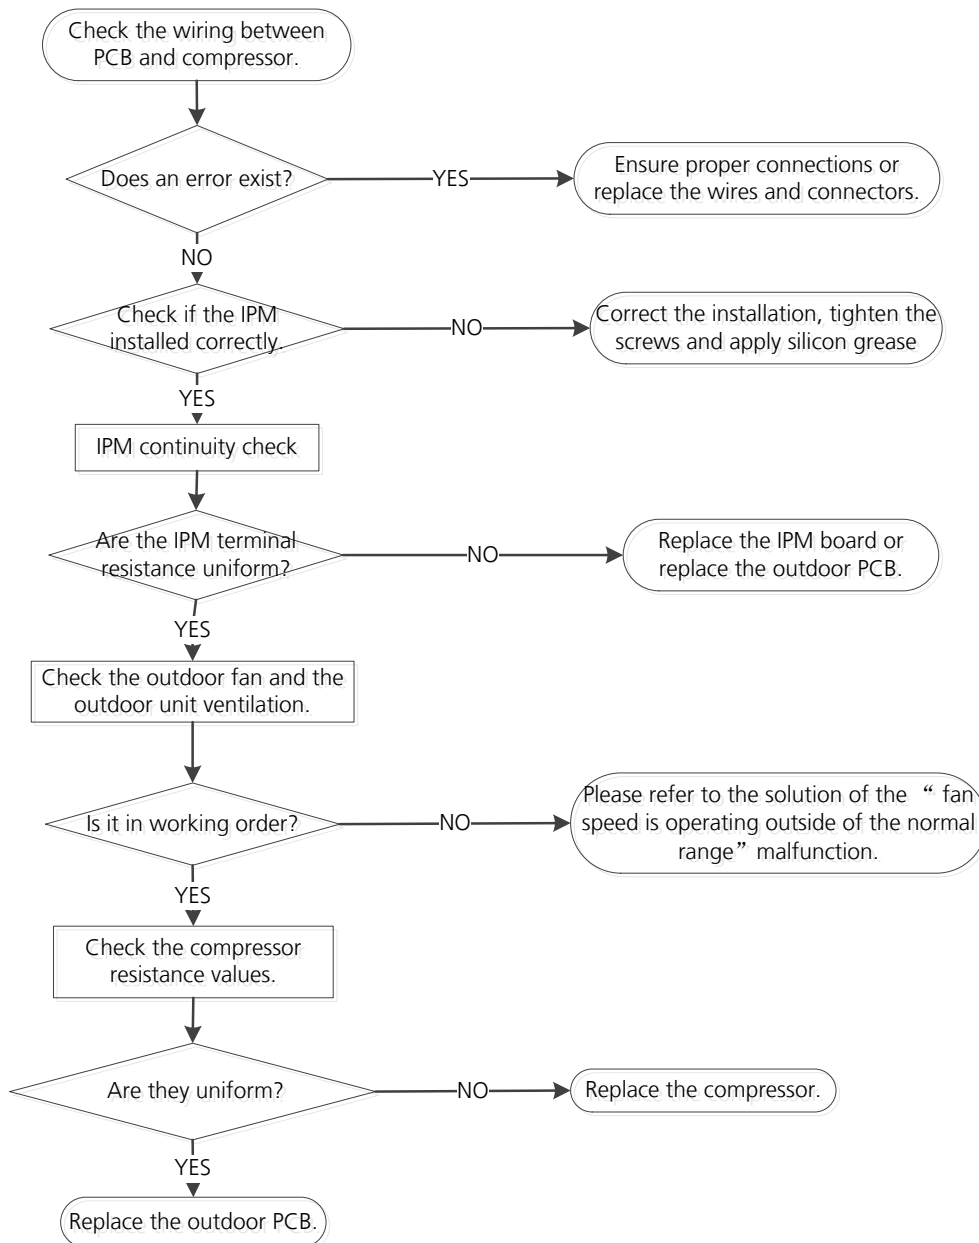 Check the wiring between
PCB and compressor.
Does an error exist?
YES
Ensure proper connections or
replace the wires and connectors.
NO
Check if the IPM
installed correctly.
NO
Correct the installation, tighten the
screws and apply silicon grease
YES
IPM continuity check
Are the IPM terminal
resistance uniform?
NO
Replace the IPM board or
replace the outdoor PCB.
YES
Check the outdoor fan and the
outdoor unit ventilation.
Is it in working order?
NO
Please refer to the solution of the “ fan
speed is operating outside of the normal
range” malfunction.
YES
Check the compressor
resistance values.
Are they uniform?
NO
Replace the compressor.
YES
Replace the outdoor PCB.